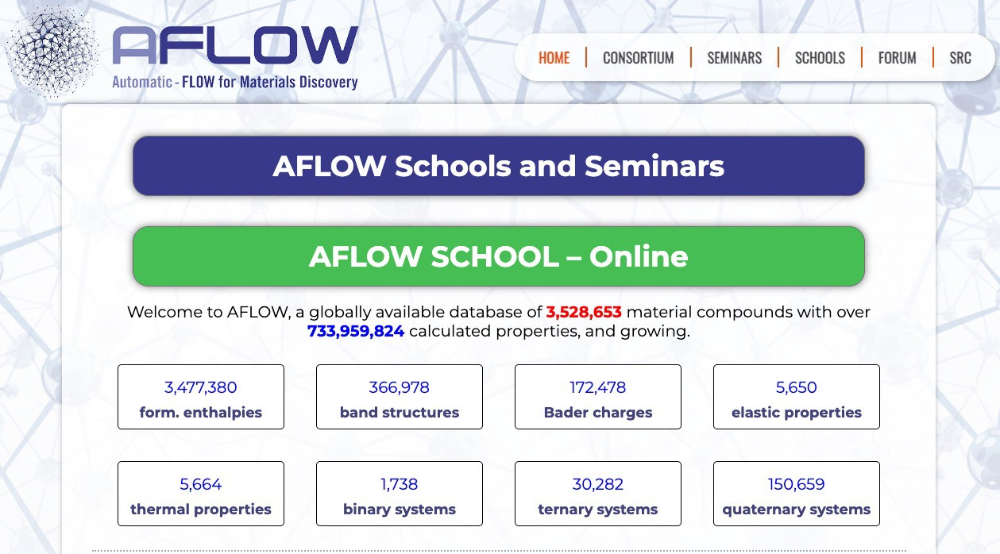 AFLOW
Automatic - FLOW for Materials Discovery
HOME | CONSORTIUM | SEMINARS | SCHOOLS | FORUM | SRC
AFLOW Schools and Seminars
AFLOW SCHOOL – Online
Welcome to AFLOW, a globally available database of 3,528,653 material compounds with over
733,959,824 calculated properties, and growing.
3,477,380
form. enthalpies
366,978
band structures
172,478
Bader charges
5,650
elastic properties
5,664
thermal properties
1,738
binary systems
30,282
ternary systems
150,659
quaternary systems